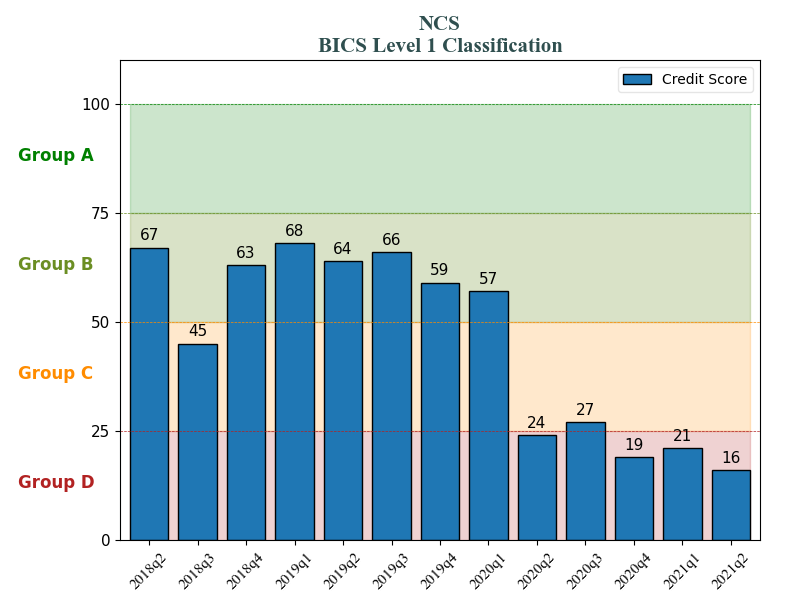 NCS
BICS Level 1 Classification
Credit Score
100
Group A
75
67
45
63
68
64
66
59
57
24
27
19
21
16
Group B
50
Group C
25
Group D
0
2018q2
2018q3
2018q4
2019q1
2019q2
2019q3
2019q4
2020q1
2020q2
2020q3
2020q4
2021q1
2021q2